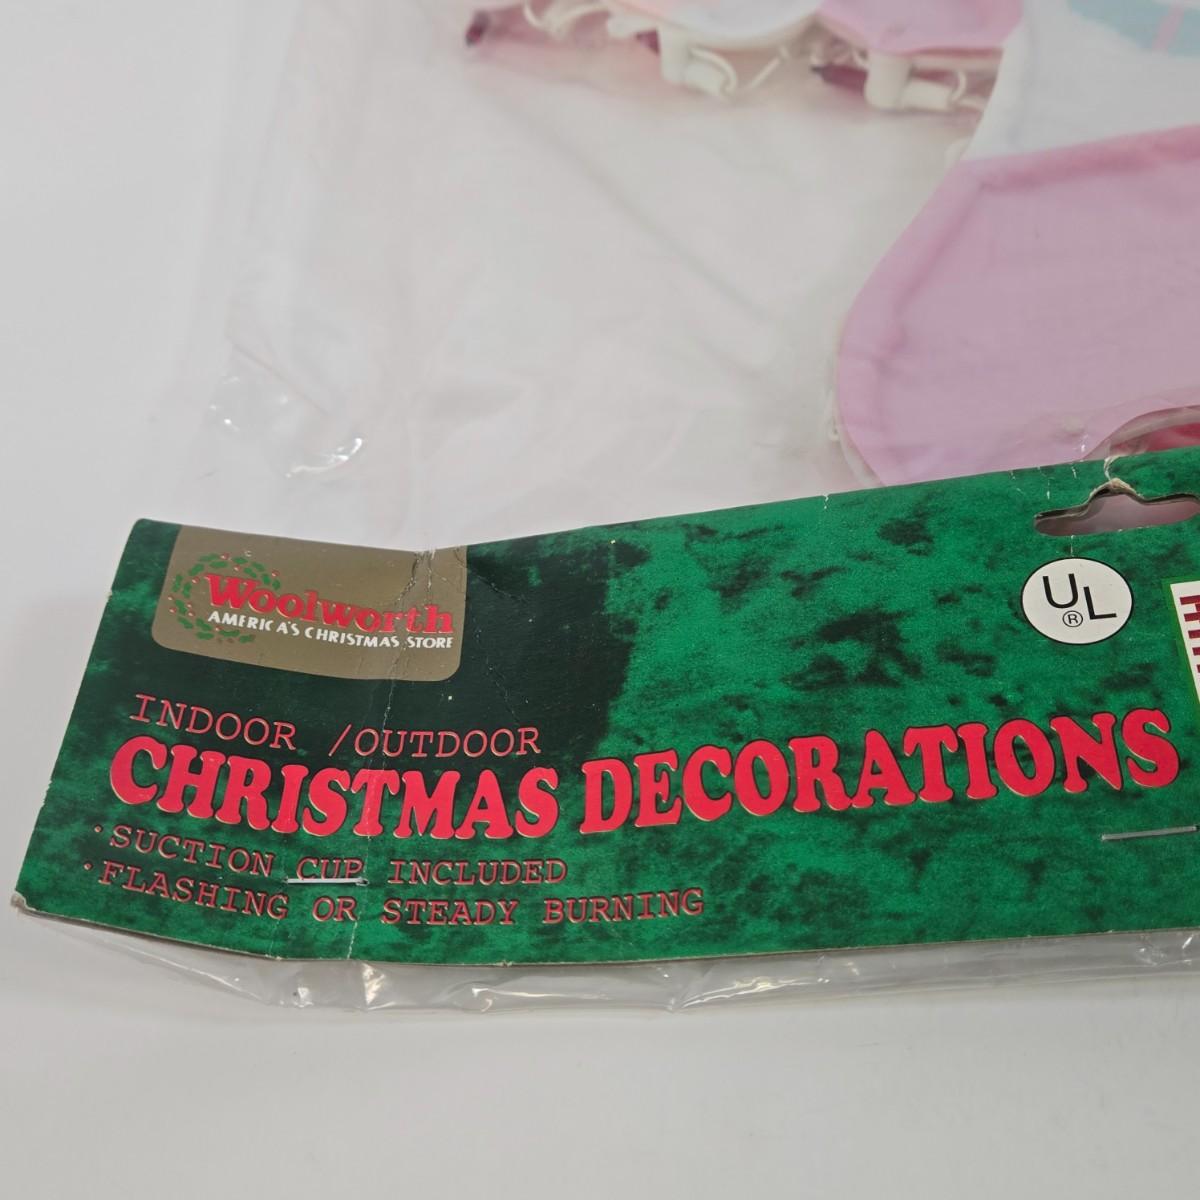 Woolworth
AMERICA'S CHRISTMAS STORE
UL
®
INDOOR /OUTDOOR
CHRISTMAS DECORATIONS
·SUCTION CUP INCLUDED
·FLASHING OR STEADY BURNING